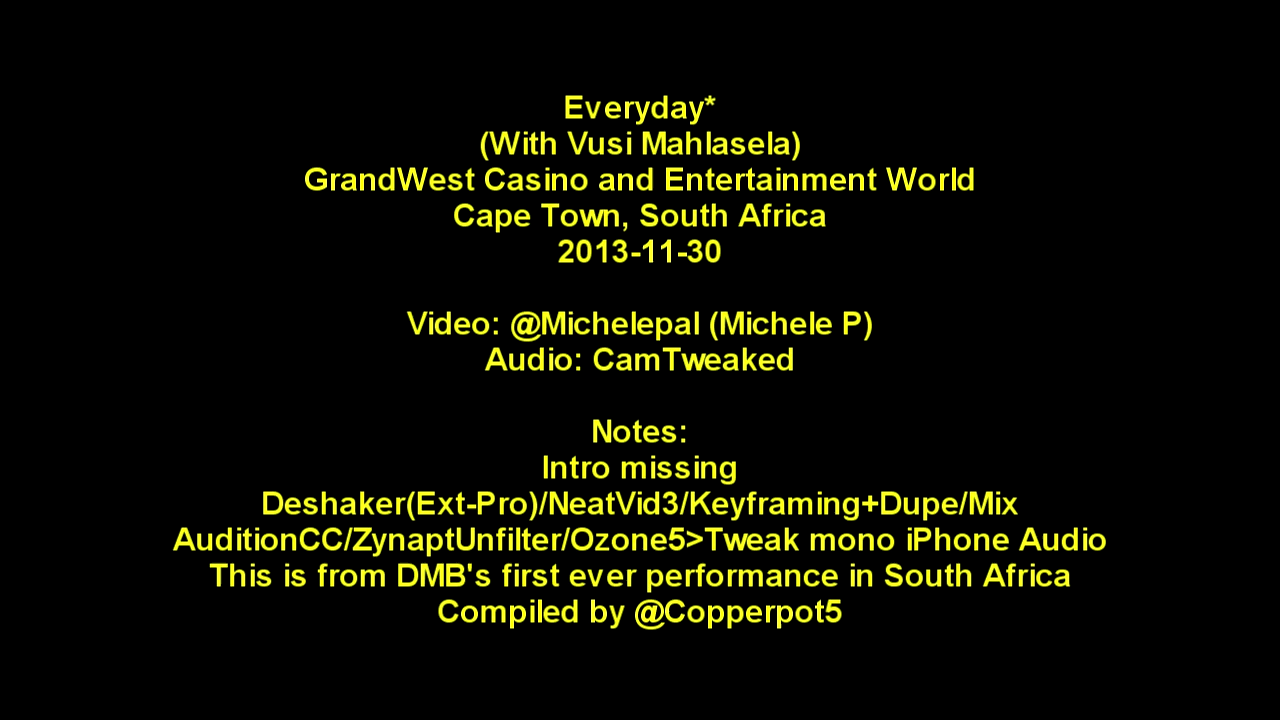 Everyday*
(With Vusi Mahlasela)
GrandWest Casino and Entertainment World
Cape Town, South Africa
2013-11-30
Video: @Michelepal (Michele P)
Audio: CamTweaked
Notes:
Intro missing
Deshaker(Ext-Pro)/NeatVid3/Keyframing+Dupe/Mix
AuditionCC/ZynaptUnfilter/Ozone5>Tweak mono iPhone Audio
This is from DMB's first ever performance in South Africa
Compiled by @Copperpot5